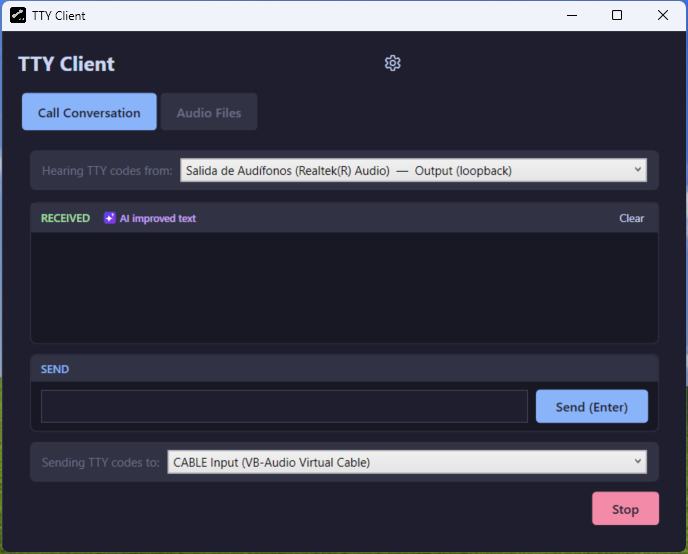 TTY Client
TTY Client
Call Conversation Audio Files
Hearing TTY codes from: Salida de Audífonos (Realtek(R) Audio) — Output (loopback)
RECEIVED AI improved text Clear
SEND
Send (Enter)
Sending TTY codes to: CABLE Input (VB-Audio Virtual Cable)
Stop